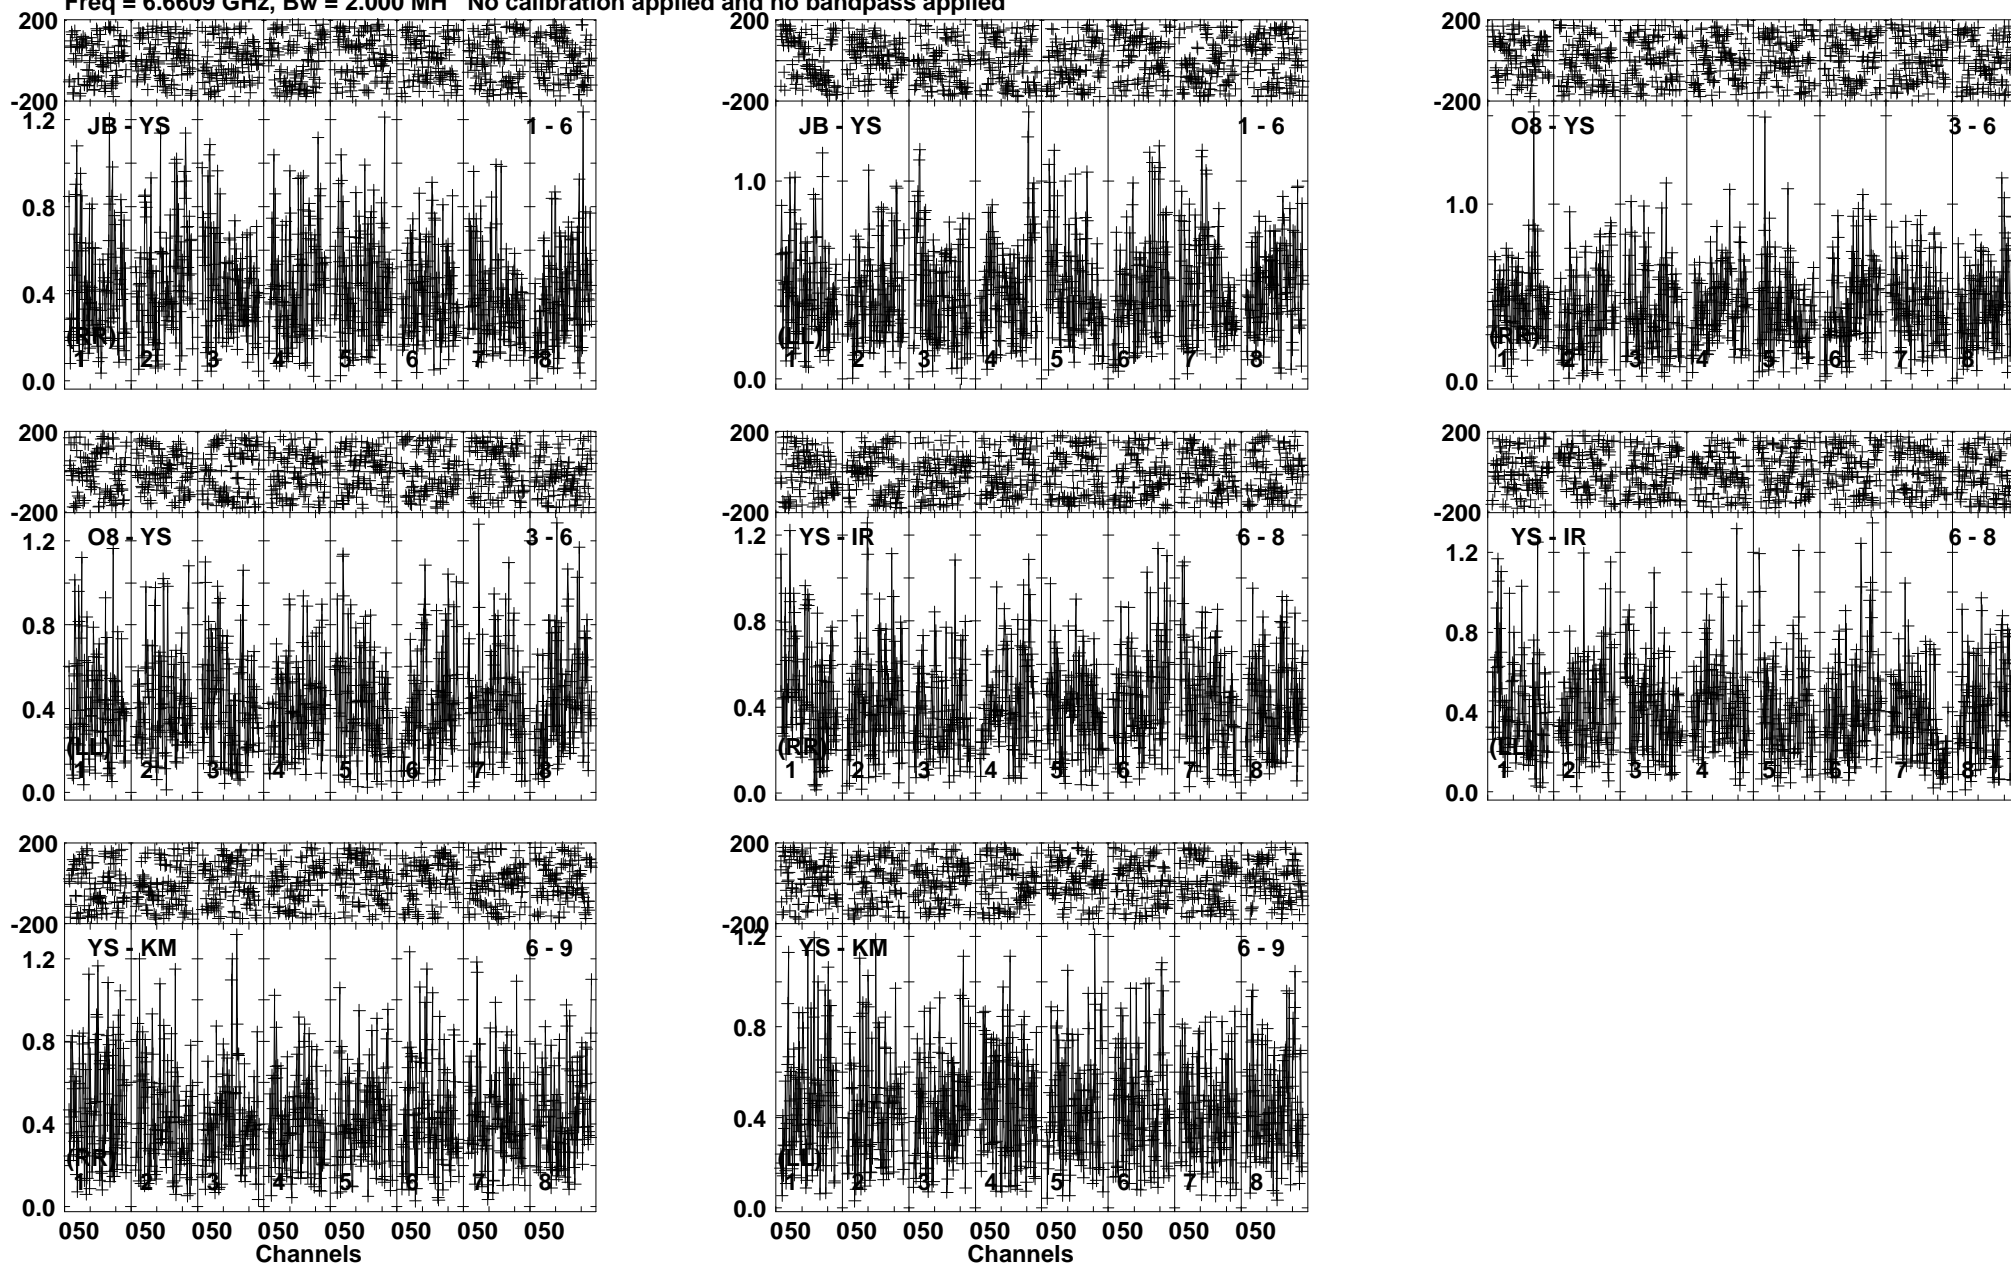 Freq = 6.6609 GHz, Bw = 2.000 MH No calibration applied and no bandpass applied
200 200 200
-200 -200 -200
JB - YS 1 - 6 JB - YS 1 - 6 O8 - YS 3 - 6
1.2
0.8 1.0 1.0
0.4
0.0 0.0 0.0
(RR) (LL) (RR)
1 2 3 4 5 6 7 8 1 2 3 4 5 6 7 8 1 2 3 4 5 6 7 8
200 200 200
-200 -200 -200
O8 - YS 3 - 6 YS - IR 6 - 8 YS - IR 6 - 8
1.2 1.2 1.2
0.8 0.8 0.8
0.4 0.4 0.4
0.0 0.0 0.0
(LL) (RR) (LL)
1 2 3 4 5 6 7 8 1 2 3 4 5 6 7 8 1 2 3 4 5 6 7 8
200 200
-200 -200
YS - KM 6 - 9 YS - KM 6 - 9
1.2 1.2
0.8 0.8
0.4 0.4
0.0 0.0
(RR) (LL)
1 2 3 4 5 6 7 8 1 2 3 4 5 6 7 8
050 050 050 050 050 050 050 050 050 050 050 050 050 050 050 050
Channels Channels